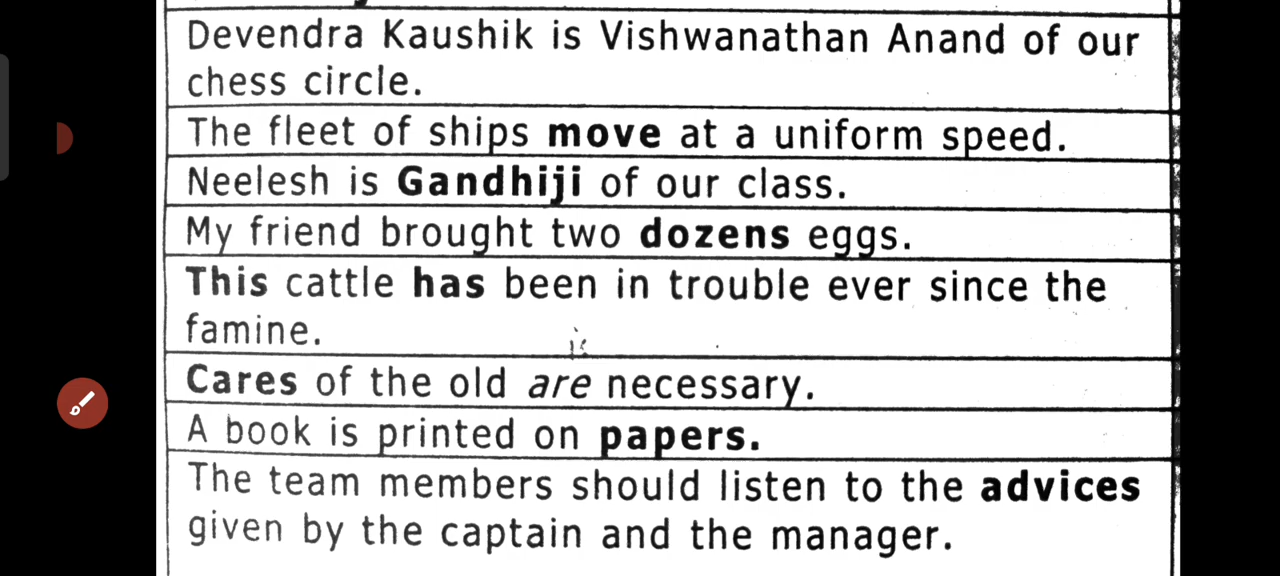 Devendra Kaushik is Vishwanathan Anand of our
chess circle.
The fleet of ships move at a uniform speed.
Neelesh is Gandhiji of our class.
My friend brought two dozens eggs.
This cattle has been in trouble ever since the
famine.
is
Cares of the old are necessary.
A book is printed on papers.
The team members should listen to the advices
given by the captain and the manager.